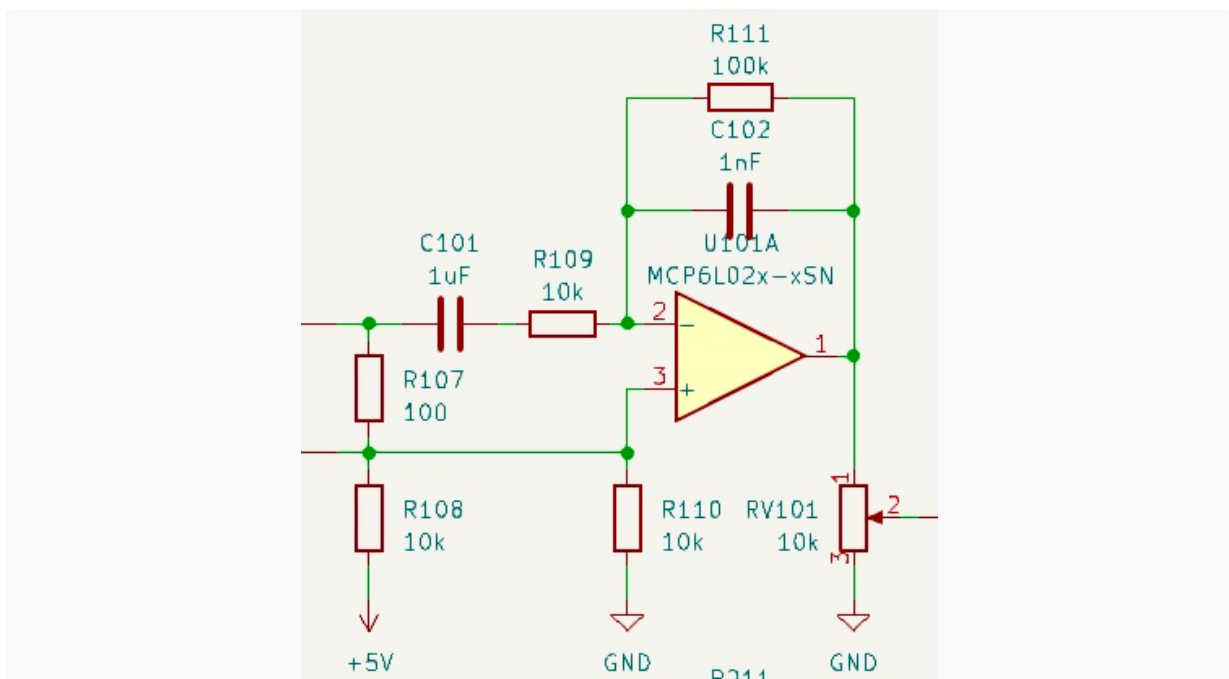 R111
100k
C102
1nF
U101A
MCP6L02x-xSN
C101
1uF
R109
10k
2
-
1
3
+
R107
100
R108
10k
R110
10k
RV101
10k
1
2
3
+5V
GND
GND